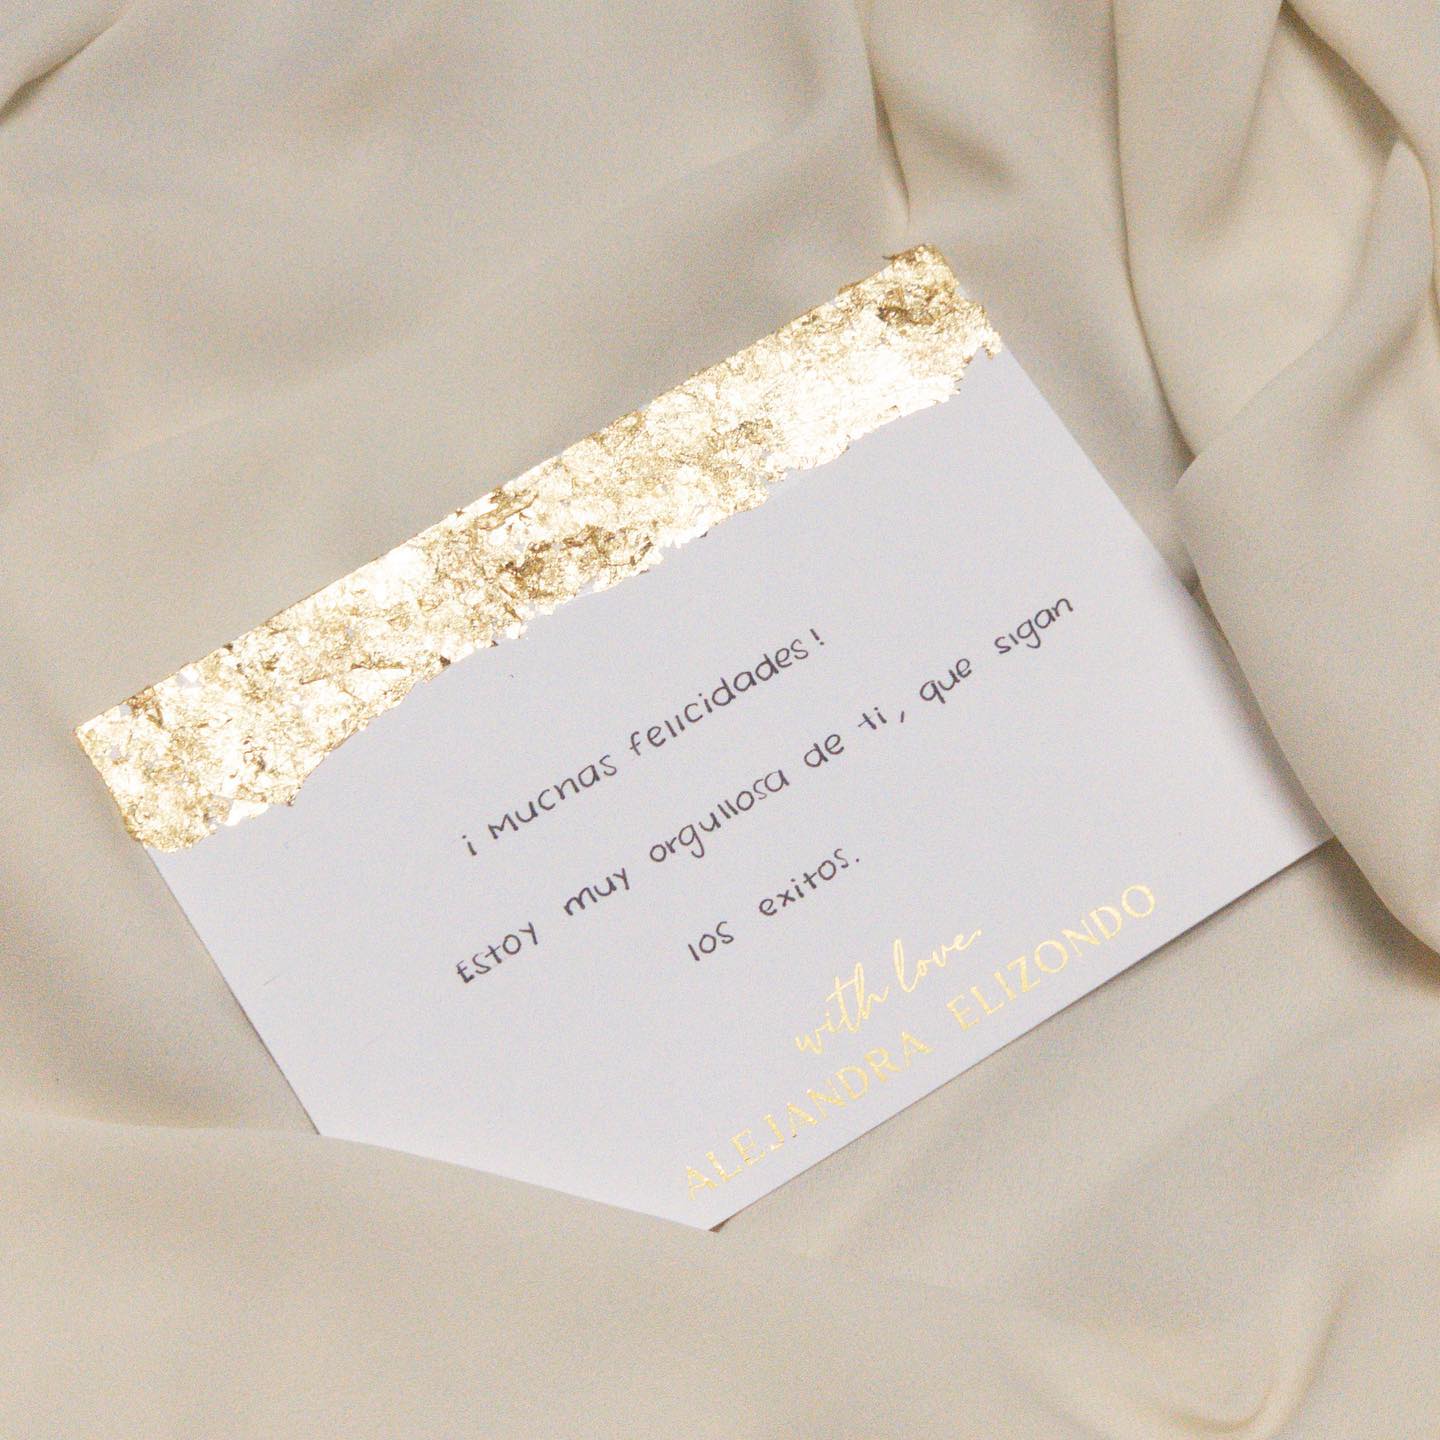 ¡Muchas felicidades!
Estoy muy orgullosa de ti, que sigan
los exitos.
with love.
ALEJANDRA ELIZONDO